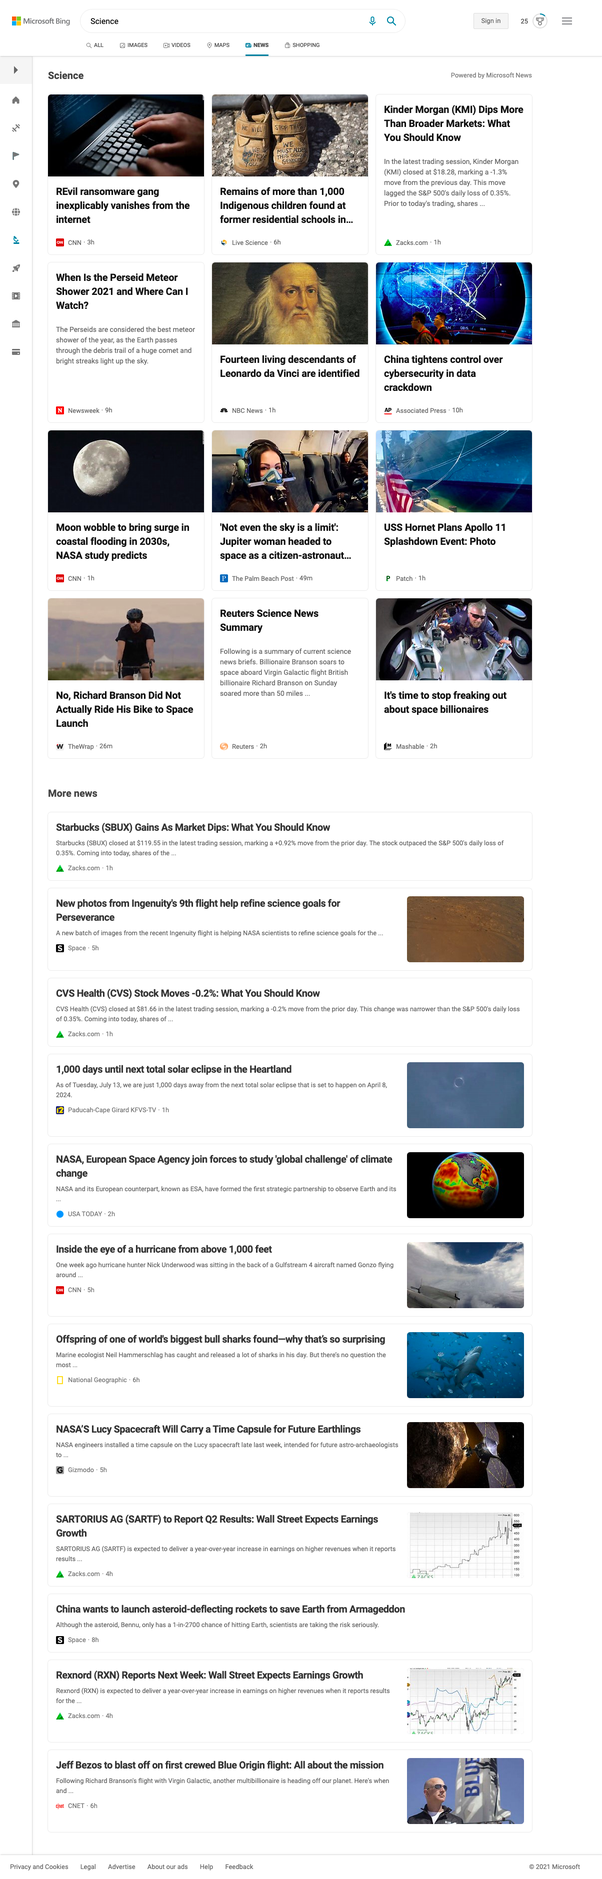 Microsoft Bing
Science
Sign in
25
ALL
IMAGES
VIDEOS
MAPS
NEWS
SHOPPING
Science
Powered by Microsoft News
REvil ransomware gang
inexplicably vanishes from the
internet
CNN · 3h
Remains of more than 1,000
Indigenous children found at
former residential schools in...
Live Science · 6h
Kinder Morgan (KMI) Dips More
Than Broader Markets: What
You Should Know
In the latest trading session, Kinder Morgan
(KMI) closed at $18.28, marking a -1.3%
move from the previous day. This move
lagged the S&P 500's daily loss of 0.35%.
Prior to today's trading, shares ...
Zacks.com · 1h
When Is the Perseid Meteor
Shower 2021 and Where Can I
Watch?
The Perseids are considered the best meteor
shower of the year, as the Earth passes
through the debris trail of a huge comet and
bright streaks light up the sky.
Newsweek · 9h
Fourteen living descendants of
Leonardo da Vinci are identified
NBC News · 1h
China tightens control over
cybersecurity in data
crackdown
AP Associated Press · 10h
Moon wobble to bring surge in
coastal flooding in 2030s,
NASA study predicts
CNN · 1h
'Not even the sky is a limit':
Jupiter woman headed to
space as a citizen-astronaut...
The Palm Beach Post · 49m
USS Hornet Plans Apollo 11
Splashdown Event: Photo
Patch · 1h
No, Richard Branson Did Not
Actually Ride His Bike to Space
Launch
TheWrap · 26m
Reuters Science News
Summary
Following is a summary of current science
news briefs. Billionaire Branson soars to
space aboard Virgin Galactic flight British
billionaire Richard Branson on Sunday
soared more than 50 miles ...
Reuters · 2h
It's time to stop freaking out
about space billionaires
Mashable · 2h
More news
Starbucks (SBUX) Gains As Market Dips: What You Should Know
Starbucks (SBUX) closed at $119.55 in the latest trading session, marking a +0.92% move from the prior day. The stock outpaced the S&P 500's daily loss of
0.35%. Coming into today, shares of the ...
Zacks.com · 1h
New photos from Ingenuity's 9th flight help refine science goals for
Perseverance
A new batch of images from the recent Ingenuity flight is helping NASA scientists to refine science goals for the ...
Space · 5h
CVS Health (CVS) Stock Moves -0.2%: What You Should Know
CVS Health (CVS) closed at $81.66 in the latest trading session, marking a -0.2% move from the prior day. This change was narrower than the S&P 500's daily loss
of 0.35%. Coming into today, shares of ...
Zacks.com · 1h
1,000 days until next total solar eclipse in the Heartland
As of Tuesday, July 13, we are just 1,000 days away from the next total solar eclipse that is set to happen on April 8,
2024.
Paducah-Cape Girard KFVS-TV · 1h
NASA, European Space Agency join forces to study 'global challenge' of climate
change
NASA and its European counterpart, known as ESA, have formed the first strategic partnership to observe Earth and its
...
USA TODAY · 2h
Inside the eye of a hurricane from above 1,000 feet
One week ago hurricane hunter Nick Underwood was sitting in the back of a Gulfstream 4 aircraft named Gonzo flying
around ...
CNN · 5h
Offspring of one of world's biggest bull sharks found—why that's so surprising
Marine ecologist Neil Hammerschlag has caught and released a lot of sharks in his day. But there's no question the
most ...
National Geographic · 6h
NASA'S Lucy Spacecraft Will Carry a Time Capsule for Future Earthlings
NASA engineers installed a time capsule on the Lucy spacecraft late last week, intended for future astro-archaeologists
to ...
Gizmodo · 5h
SARTORIUS AG (SARTF) to Report Q2 Results: Wall Street Expects Earnings
Growth
SARTORIUS AG (SARTF) is expected to deliver a year-over-year increase in earnings on higher revenues when it reports
results ...
Zacks.com · 4h
China wants to launch asteroid-deflecting rockets to save Earth from Armageddon
Although the asteroid, Bennu, only has a 1-in-2700 chance of hitting Earth, scientists are taking the risk seriously.
Space · 8h
Rexnord (RXN) Reports Next Week: Wall Street Expects Earnings Growth
Rexnord (RXN) is expected to deliver a year-over-year increase in earnings on higher revenues when it reports results
for the ...
Zacks.com · 4h
Jeff Bezos to blast off on first crewed Blue Origin flight: All about the mission
Following Richard Branson's flight with Virgin Galactic, another multibillionaire is heading off our planet. Here's when
and ...
BLUE
CNET · 6h
Privacy and Cookies
Legal
Advertise
About our ads
Help
Feedback
© 2021 Microsoft